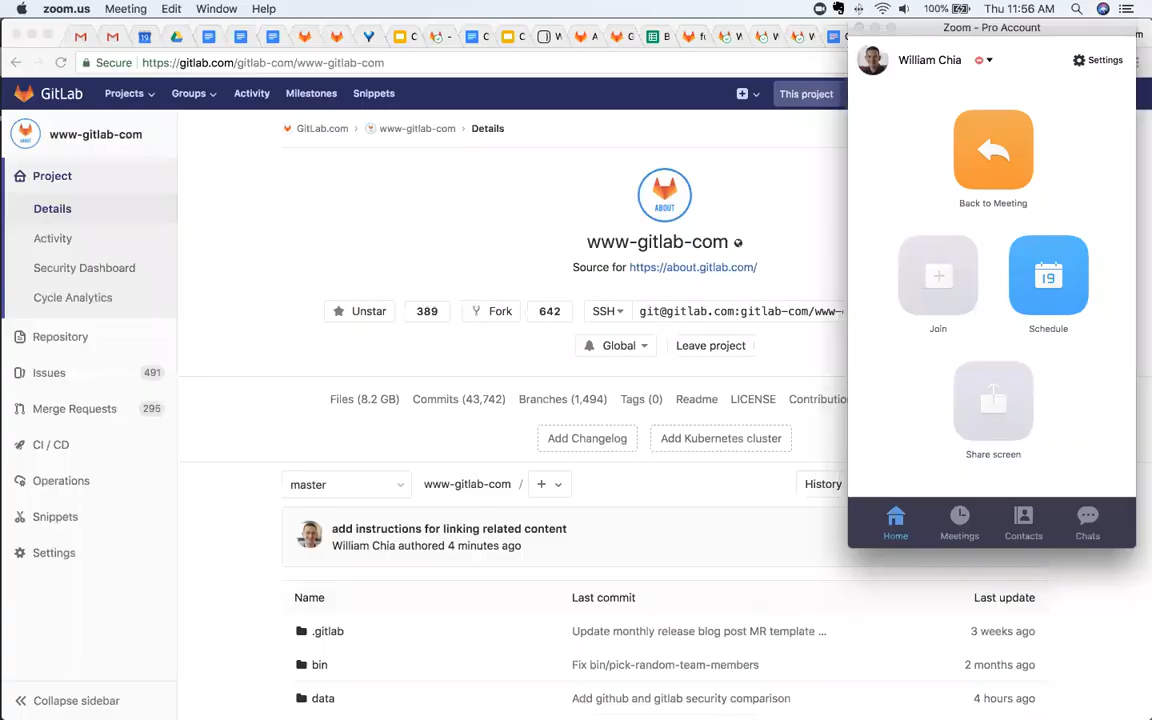 zoom.us Meeting Edit Window Help 100% Thu 11:56 AM
Zoom - Pro Account
Secure https://gitlab.com/gitlab-com/www-gitlab-com
William Chia Settings
GitLab Projects Groups Activity Milestones Snippets This project
www-gitlab-com
GitLab.com › www-gitlab-com › Details
Project
Details
Activity
Security Dashboard
Cycle Analytics
Repository
Issues 491
Merge Requests 295
CI / CD
Operations
Snippets
Settings
Collapse sidebar
ABOUT
www-gitlab-com
Source for https://about.gitlab.com/
Unstar 389 Fork 642 SSH git@gitlab.com:gitlab-com/www-
Global Leave project
Files (8.2 GB) Commits (43,742) Branches (1,494) Tags (0) Readme LICENSE Contributio
Add Changelog Add Kubernetes cluster
master www-gitlab-com / + History
add instructions for linking related content
William Chia authored 4 minutes ago
Name Last commit Last update
.gitlab Update monthly release blog post MR template ... 3 weeks ago
bin Fix bin/pick-random-team-members 2 months ago
data Add github and gitlab security comparison 4 hours ago
Back to Meeting
Join
19
Schedule
Share screen
Home Meetings Contacts Chats